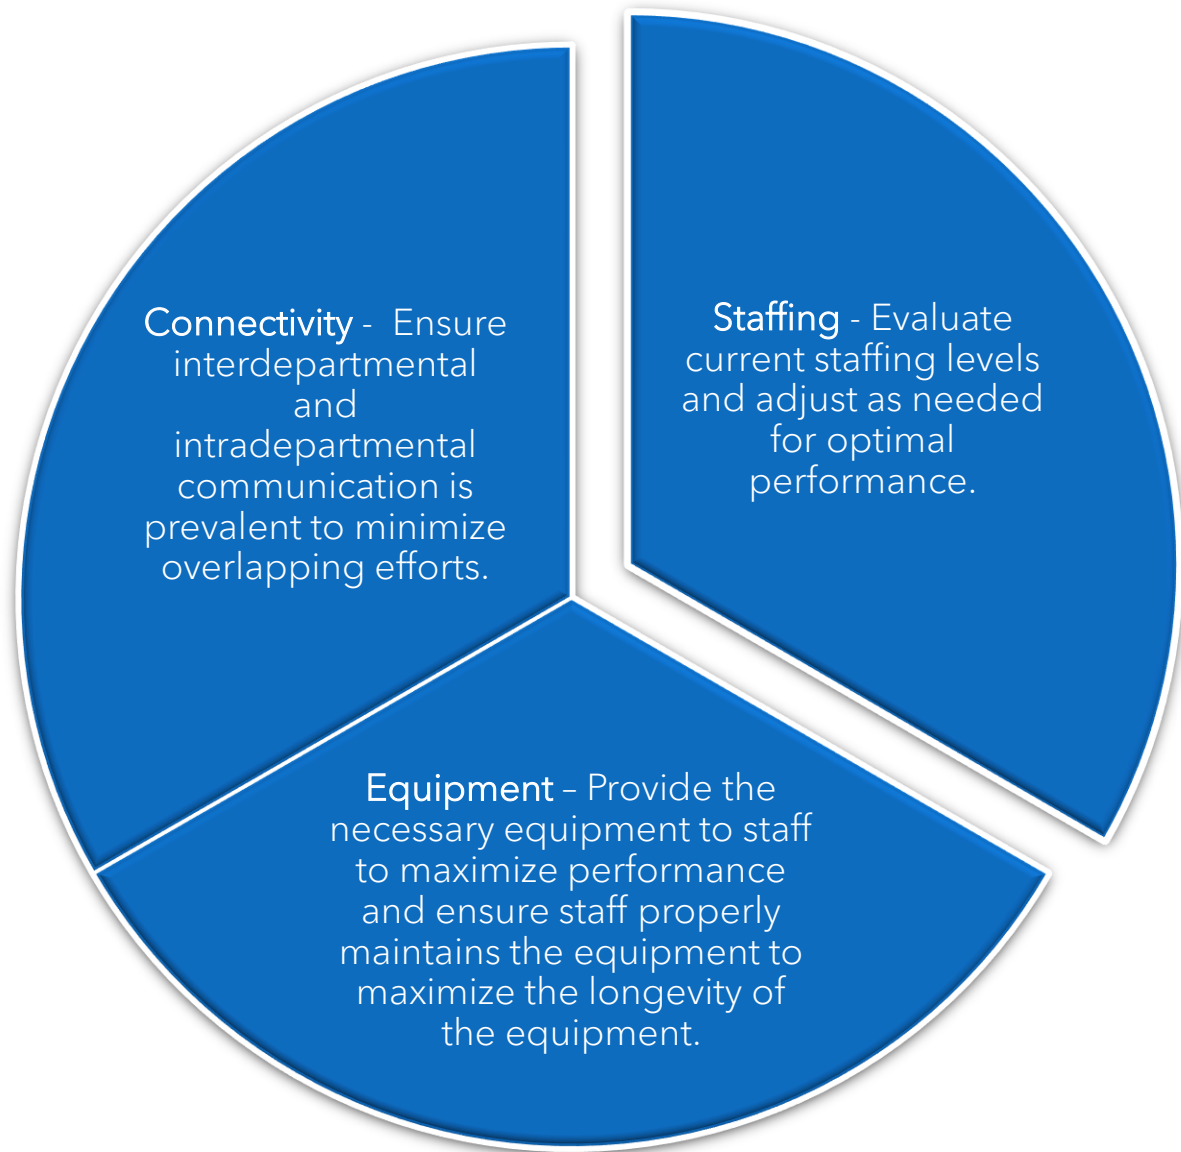 Connectivity - Ensure
interdepartmental
and
intradepartmental
communication is
prevalent to minimize
overlapping efforts.
Staffing - Evaluate
current staffing levels
and adjust as needed
for optimal
performance.
Equipment – Provide the
necessary equipment to staff
to maximize performance
and ensure staff properly
maintains the equipment to
maximize the longevity of
the equipment.